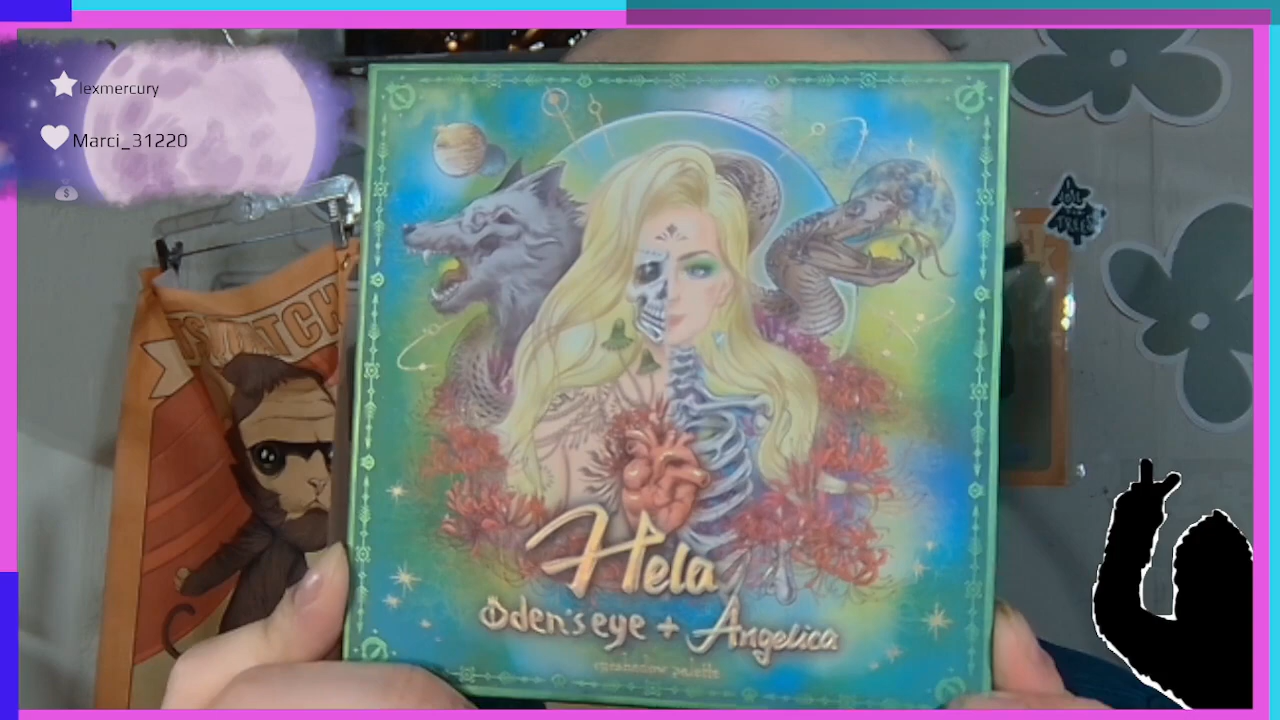 lexmercury
Marci_31220
$
Hela
Oden's eye + Angelica
eyeshadow palette